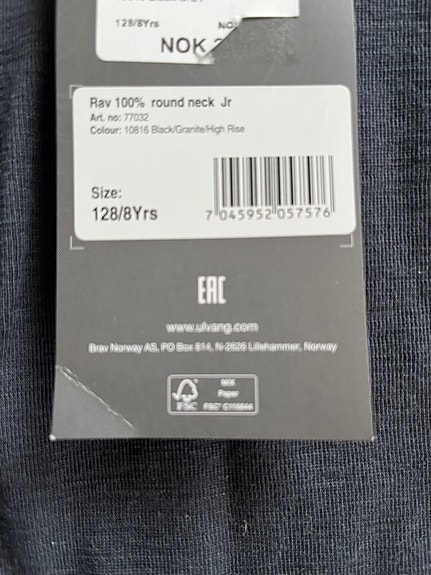 128/8Yrs
NOK
Rav 100% round neck Jr
Art. no: 77032
Colour: 10816 Black/Granite/High Rise
Size:
128/8Yrs
7 045952 057576
EAC
www.ulvang.com
Brav Norway AS, PO Box 814, N-2626 Lillehammer, Norway
FSC
MIX
Paper